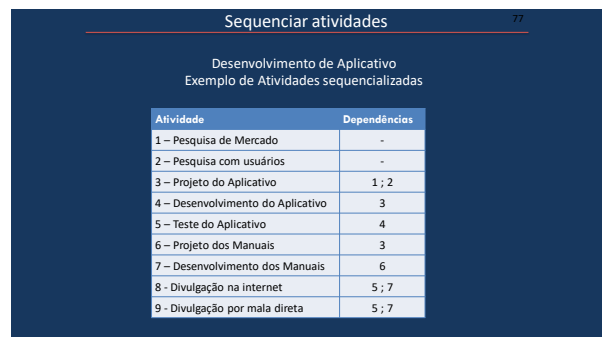 Sequenciar atividades
77
Desenvolvimento de Aplicativo
Exemplo de Atividades sequencializadas
Atividade Dependências
1 – Pesquisa de Mercado -
2 – Pesquisa com usuários -
3 – Projeto do Aplicativo 1 ; 2
4 – Desenvolvimento do Aplicativo 3
5 – Teste do Aplicativo 4
6 – Projeto dos Manuais 3
7 – Desenvolvimento dos Manuais 6
8 - Divulgação na internet 5 ; 7
9 - Divulgação por mala direta 5 ; 7